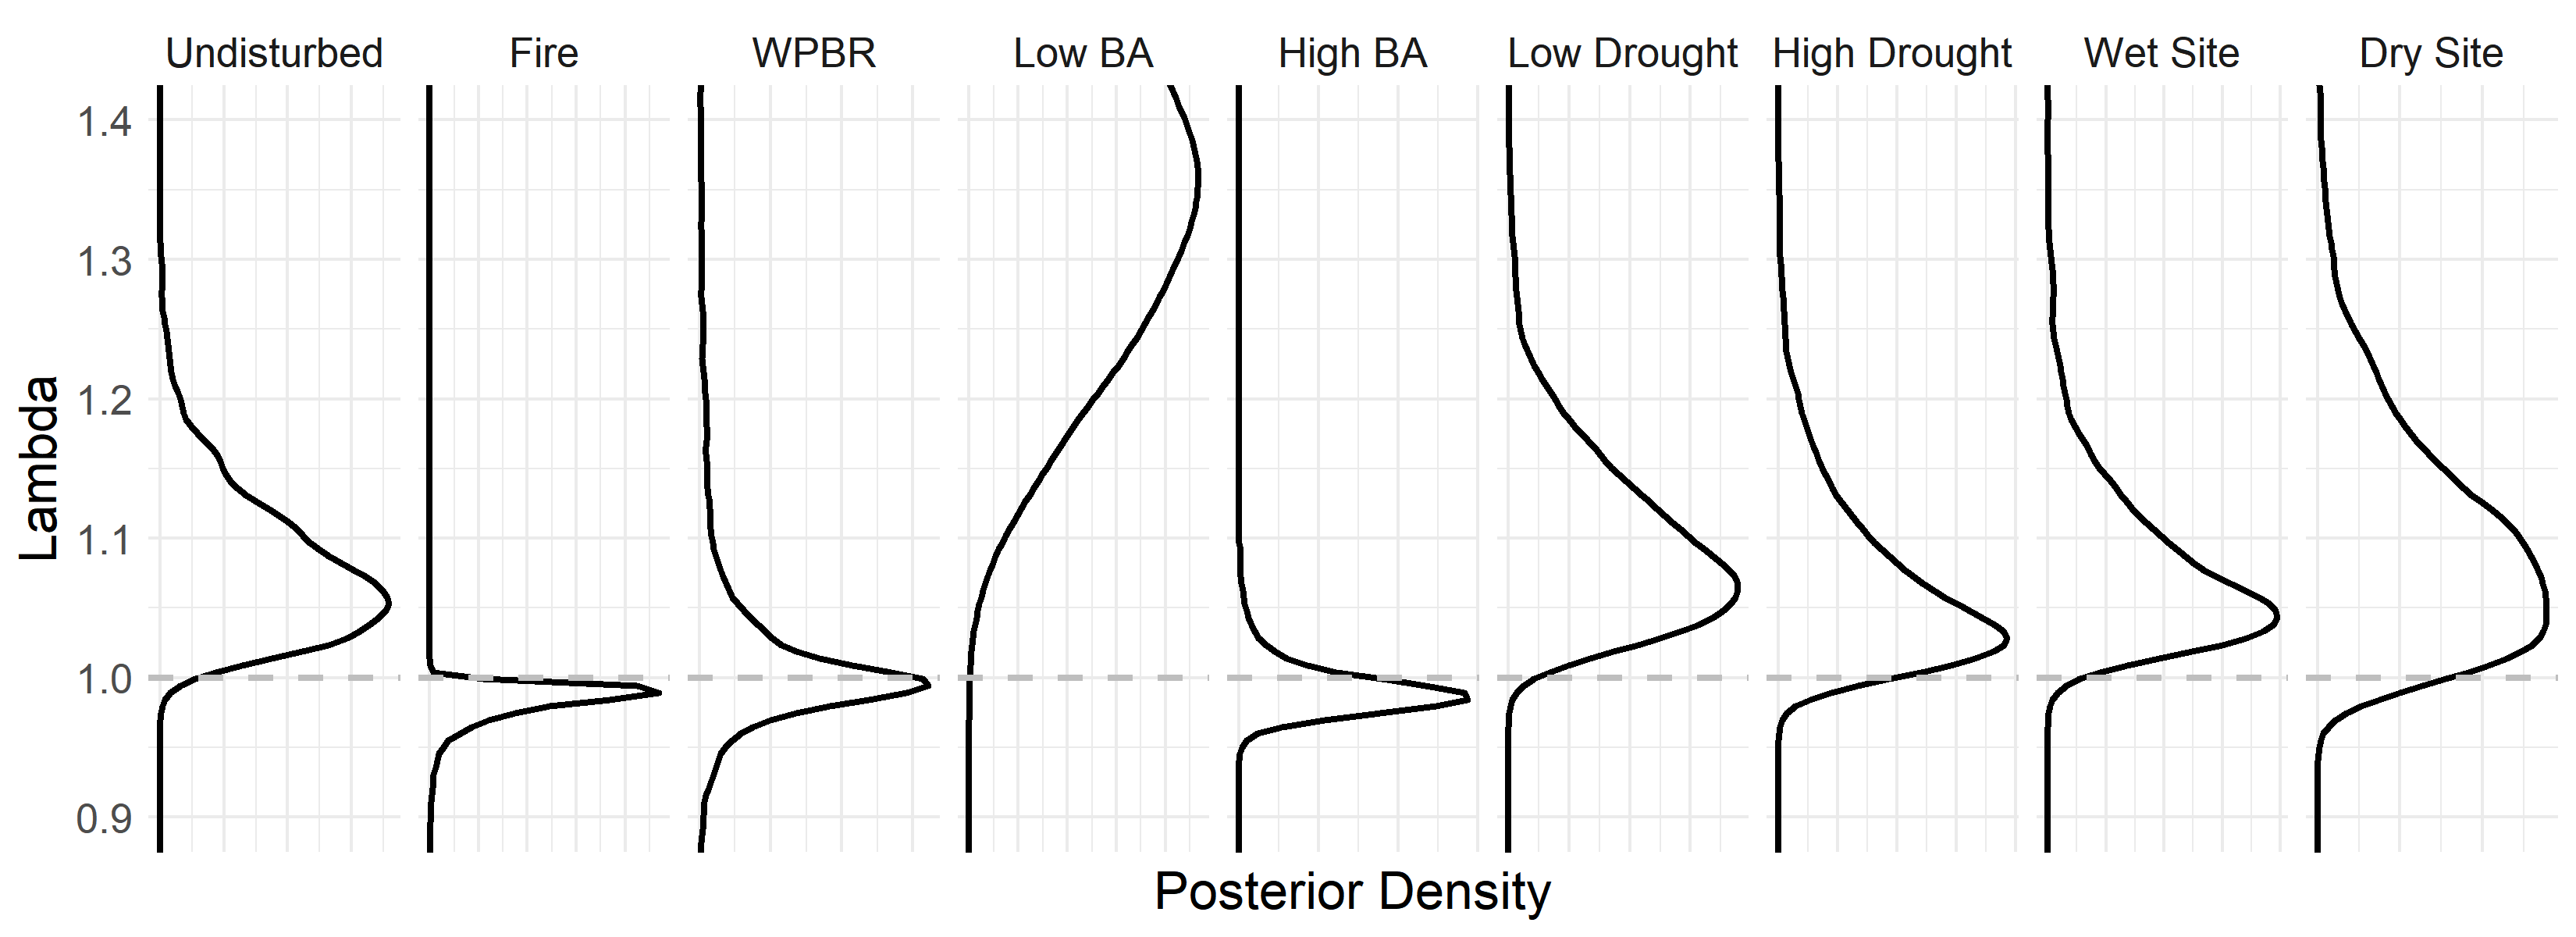 Undisturbed Fire WPBR Low BA High BA Low Drought High Drought Wet Site Dry Site
1.4
1.3
1.2
1.1
1.0
0.9
Lambda
Posterior Density